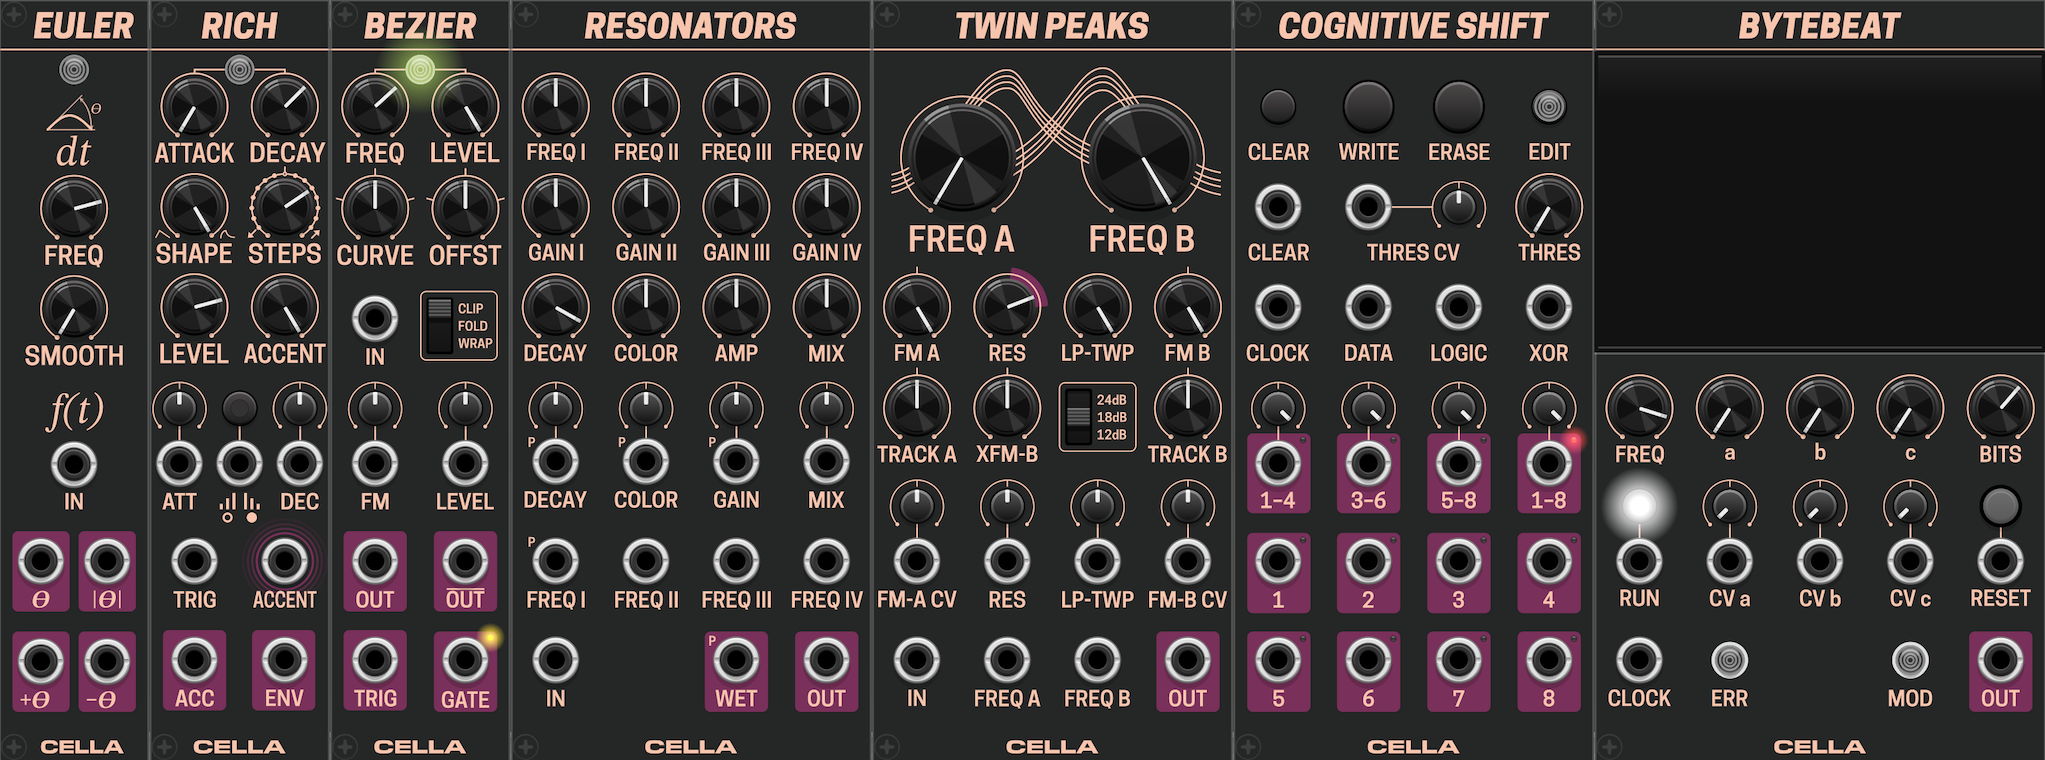 EULER
θ
dt
FREQ
SMOOTH
f(t)
IN
θ |θ|
+θ −θ
CELLA
RICH
ATTACK DECAY
SHAPE STEPS
LEVEL ACCENT
ATT DEC
TRIG ACCENT
ACC ENV
CELLA
BEZIER
FREQ LEVEL
CURVE OFFST
CLIP
FOLD
WRAP
IN
FM LEVEL
OUT OUT
TRIG GATE
CELLA
RESONATORS
FREQ I FREQ II FREQ III FREQ IV
GAIN I GAIN II GAIN III GAIN IV
DECAY COLOR AMP MIX
P P P
DECAY COLOR GAIN MIX
P
FREQ I FREQ II FREQ III FREQ IV
P
IN WET OUT
CELLA
TWIN PEAKS
FREQ A FREQ B
FM A RES LP-TWP FM B
24dB
18dB
12dB
TRACK A XFM-B TRACK B
FM-A CV RES LP-TWP FM-B CV
IN FREQ A FREQ B OUT
CELLA
COGNITIVE SHIFT
CLEAR WRITE ERASE EDIT
CLEAR THRES CV THRES
CLOCK DATA LOGIC XOR
1-4 3-6 5-8 1-8
1 2 3 4
5 6 7 8
CELLA
BYTEBEAT
FREQ a b c BITS
RUN CV a CV b CV c RESET
CLOCK ERR MOD OUT
CELLA